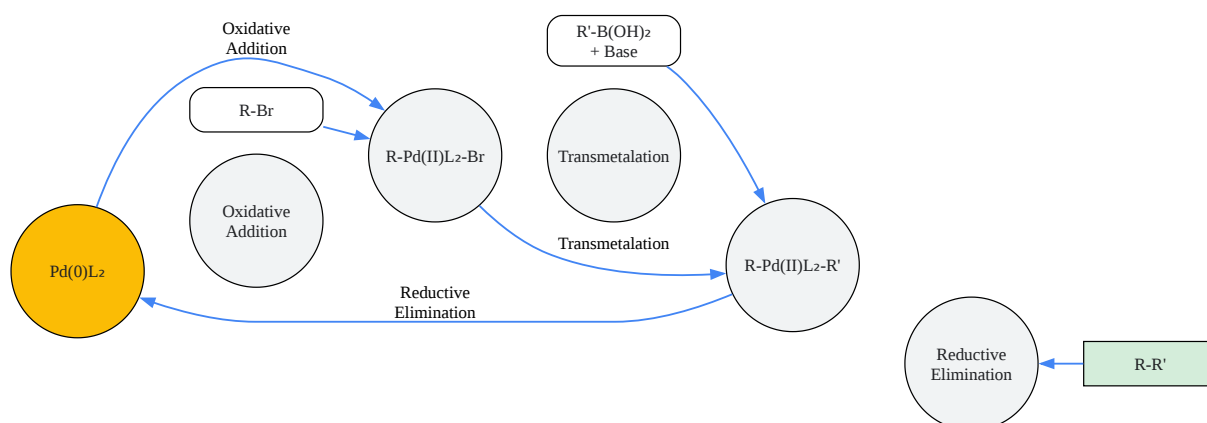 Oxidative
Addition
R'-B(OH)₂
+ Base
R-Br
R-Pd(II)L₂-Br
Transmetalation
Oxidative
Addition
Pd(0)L₂
Transmetalation
R-Pd(II)L₂-R'
Reductive
Elimination
Reductive
Elimination
R-R'